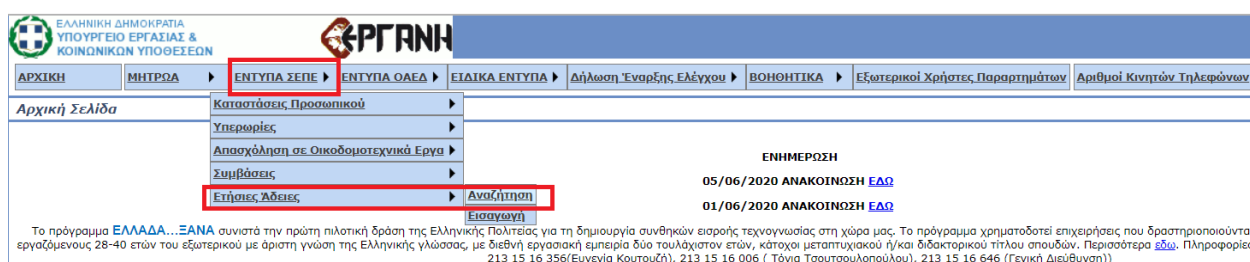 ΕΛΛΗΝΙΚΗ ΔΗΜΟΚΡΑΤΙΑ
ΥΠΟΥΡΓΕΙΟ ΕΡΓΑΣΙΑΣ &
ΚΟΙΝΩΝΙΚΩΝ ΥΠΟΘΕΣΕΩΝ
ΕΡΓΑΝΗ
ΑΡΧΙΚΗ ΜΗΤΡΩΑ ΕΝΤΥΠΑ ΣΕΠΕ ΕΝΤΥΠΑ ΟΑΕΔ ΕΙΔΙΚΑ ΕΝΤΥΠΑ Δήλωση Έναρξης Ελέγχου ΒΟΗΘΗΤΙΚΑ Εξωτερικοί Χρήστες Παραρτημάτων Αριθμοί Κινητών Τηλεφώνων
Αρχική Σελίδα
Καταστάσεις Προσωπικού
Υπερωρίες
Απασχόληση σε Οικοδομοτεχνικά Εργα
Συμβάσεις
Ετήσιες Άδειες
Αναζήτηση
Εισαγωγή
ΕΝΗΜΕΡΩΣΗ
05/06/2020 ΑΝΑΚΟΙΝΩΣΗ ΕΔΩ
01/06/2020 ΑΝΑΚΟΙΝΩΣΗ ΕΔΩ
Το πρόγραμμα ΕΛΛΑΔΑ...ΞΑΝΑ συνιστά την πρώτη πιλοτική δράση της Ελληνικής Πολιτείας για τη δημιουργία συνθηκών εισροής τεχνογνωσίας στη χώρα μας. Το πρόγραμμα χρηματοδοτεί επιχειρήσεις που δραστηριοποιούντα
εργαζόμενους 28-40 ετών του εξωτερικού με άριστη γνώση της Ελληνικής γλώσσας, με διεθνή εργασιακή εμπειρία δύο τουλάχιστον ετών, κάτοχοι μεταπτυχιακού ή/και διδακτορικού τίτλου σπουδών. Περισσότερα εδω. Πληροφορίες
213 15 16 356(Ευγενία Κουτουζή), 213 15 16 006 ( Τόνια Τσουτσουλοπούλου), 213 15 16 646 (Γενική Διεύθυνση))